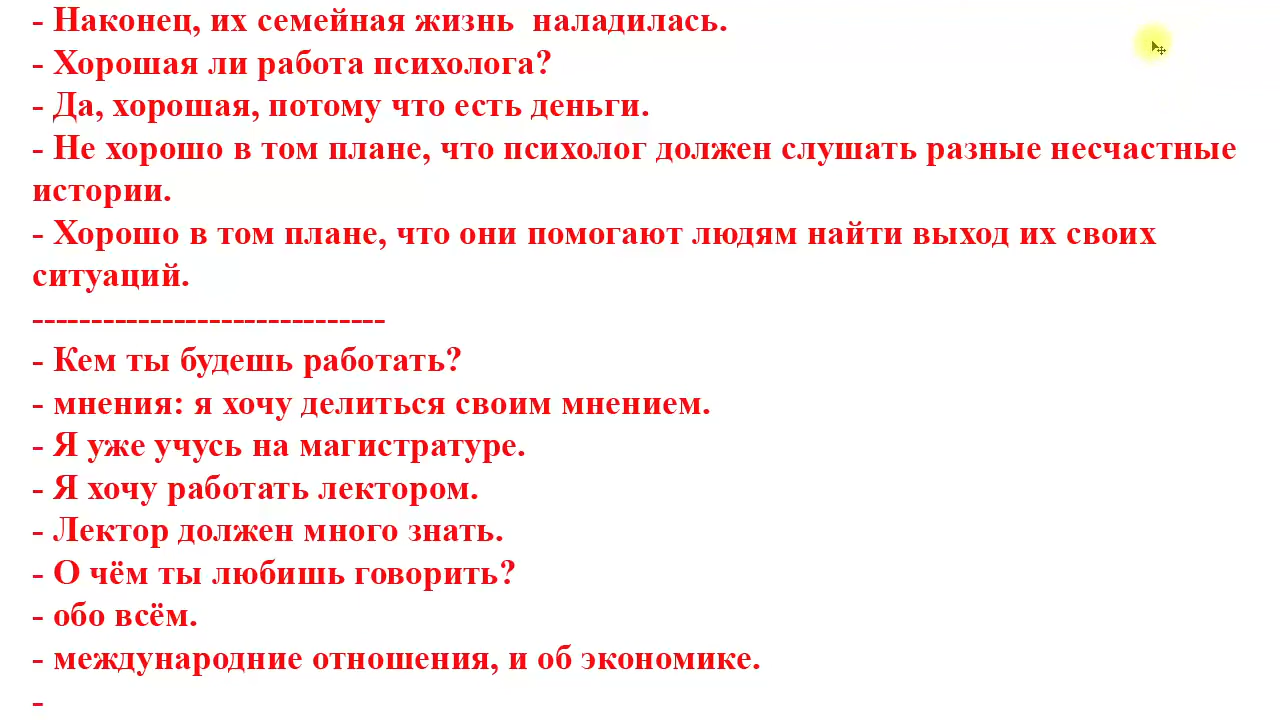 - Наконец, их семейная жизнь  наладилась.
- Хорошая ли работа психолога?
- Да, хорошая, потому что есть деньги.
- Не хорошо в том плане, что психолог должен слушать разные несчастные
истории.
- Хорошо в том плане, что они помогают людям найти выход их своих
ситуаций.
------------------------------
- Кем ты будешь работать?
- мнения: я хочу делиться своим мнением.
- Я уже учусь на магистратуре.
- Я хочу работать лектором.
- Лектор должен много знать.
- О чём ты любишь говорить?
- обо всём.
- международние отношения, и об экономике.
-